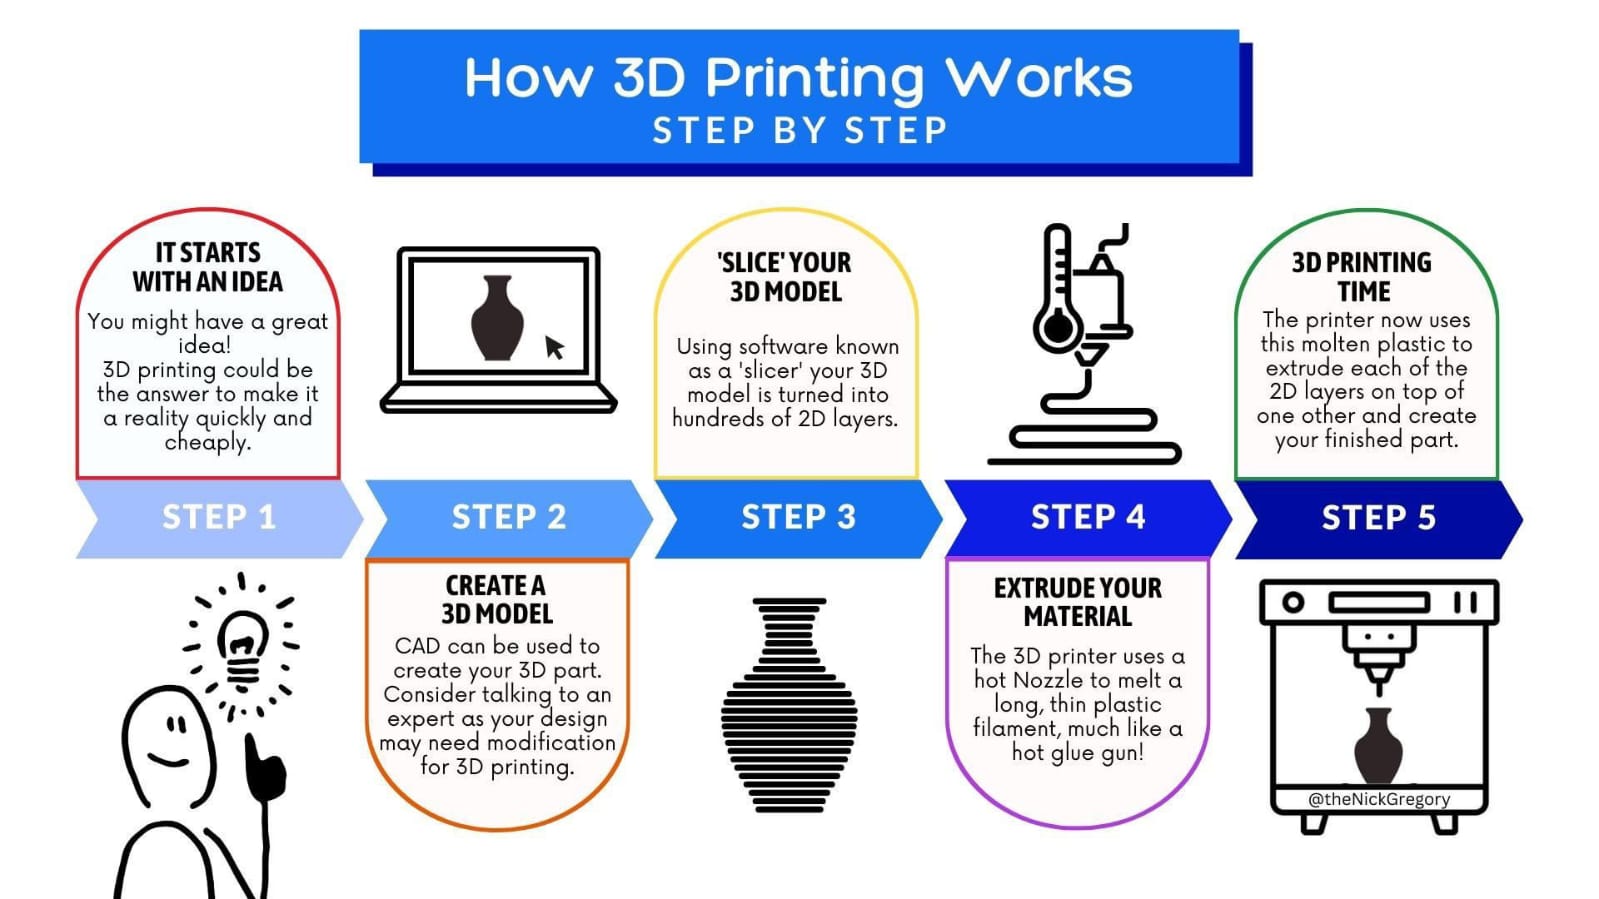 How 3D Printing Works
STEP BY STEP
IT STARTS
WITH AN IDEA
You might have a great
idea!
3D printing could be
the answer to make it
a reality quickly and
cheaply.
STEP 1
STEP 2
CREATE A
3D MODEL
CAD can be used to
create your 3D part.
Consider talking to an
expert as your design
may need modification
for 3D printing.
'SLICE' YOUR
3D MODEL
Using software known
as a 'slicer' your 3D
model is turned into
hundreds of 2D layers.
STEP 3
STEP 4
EXTRUDE YOUR
MATERIAL
The 3D printer uses a
hot Nozzle to melt a
long, thin plastic
filament, much like a
hot glue gun!
3D PRINTING
TIME
The printer now uses
this molten plastic to
extrude each of the
2D layers on top of
one other and create
your finished part.
STEP 5
@theNickGregory